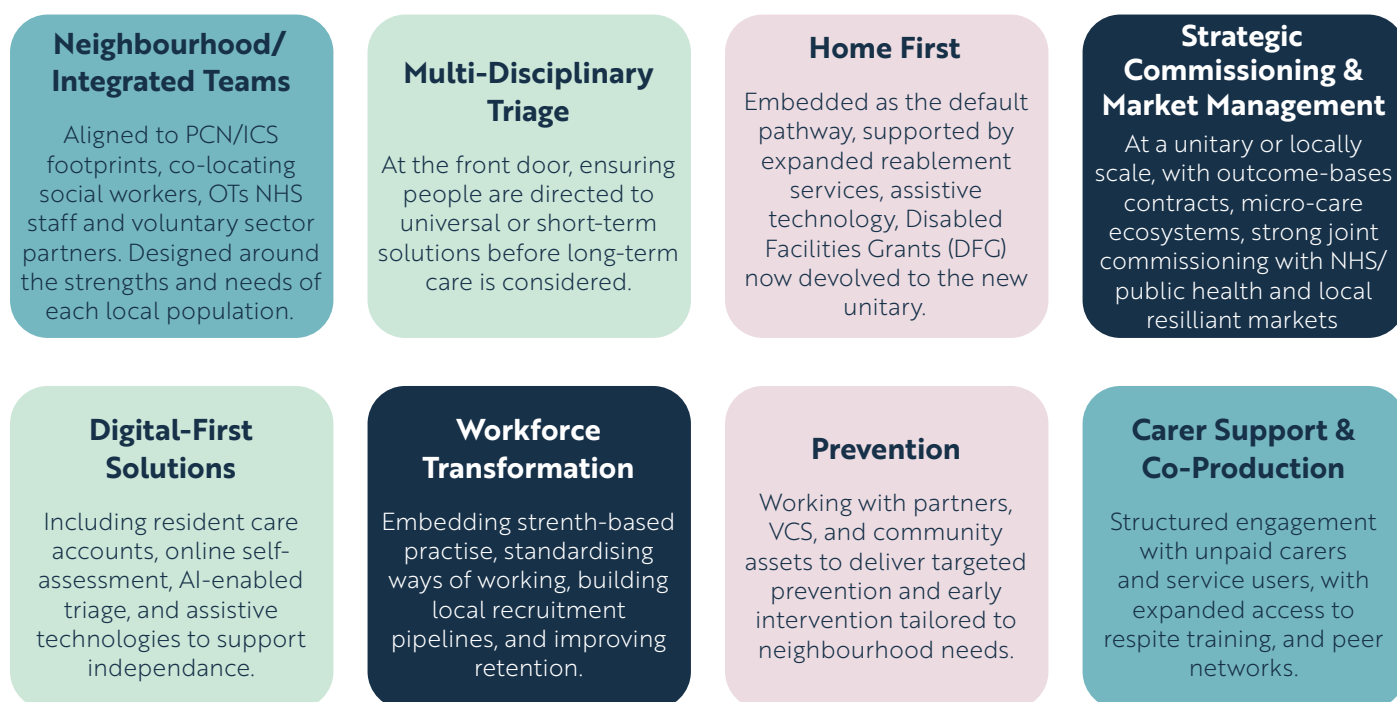 Neighbourhood/
Integrated Teams
Aligned to PCN/ICS
footprints, co-locating
social workers, OTs NHS
staff and voluntary sector
partners. Designed around
the strengths and needs of
each local population.
Multi-Disciplinary
Triage
At the front door, ensuring
people are directed to
universal or short-term
solutions before long-term
care is considered.
Home First
Embedded as the default
pathway, supported by
expanded reablement
services, assistive
technology, Disabled
Facilities Grants (DFG)
now devolved to the new
unitary.
Strategic
Commissioning &
Market Management
At a unitary or locally
scale, with outcome-bases
contracts, micro-care
ecosystems, strong joint
commissioning with NHS/
public health and local
resilliant markets
Digital-First
Solutions
Including resident care
accounts, online self-
assessment, AI-enabled
triage, and assistive
technologies to support
independance.
Workforce
Transformation
Embedding strenth-based
practise, standardising
ways of working, building
local recruitment
pipelines, and improving
retention.
Prevention
Working with partners,
VCS, and community
assets to deliver targeted
prevention and early
intervention tailored to
neighbourhood needs.
Carer Support &
Co-Production
Structured engagement
with unpaid carers
and service users, with
expanded access to
respite training, and peer
networks.